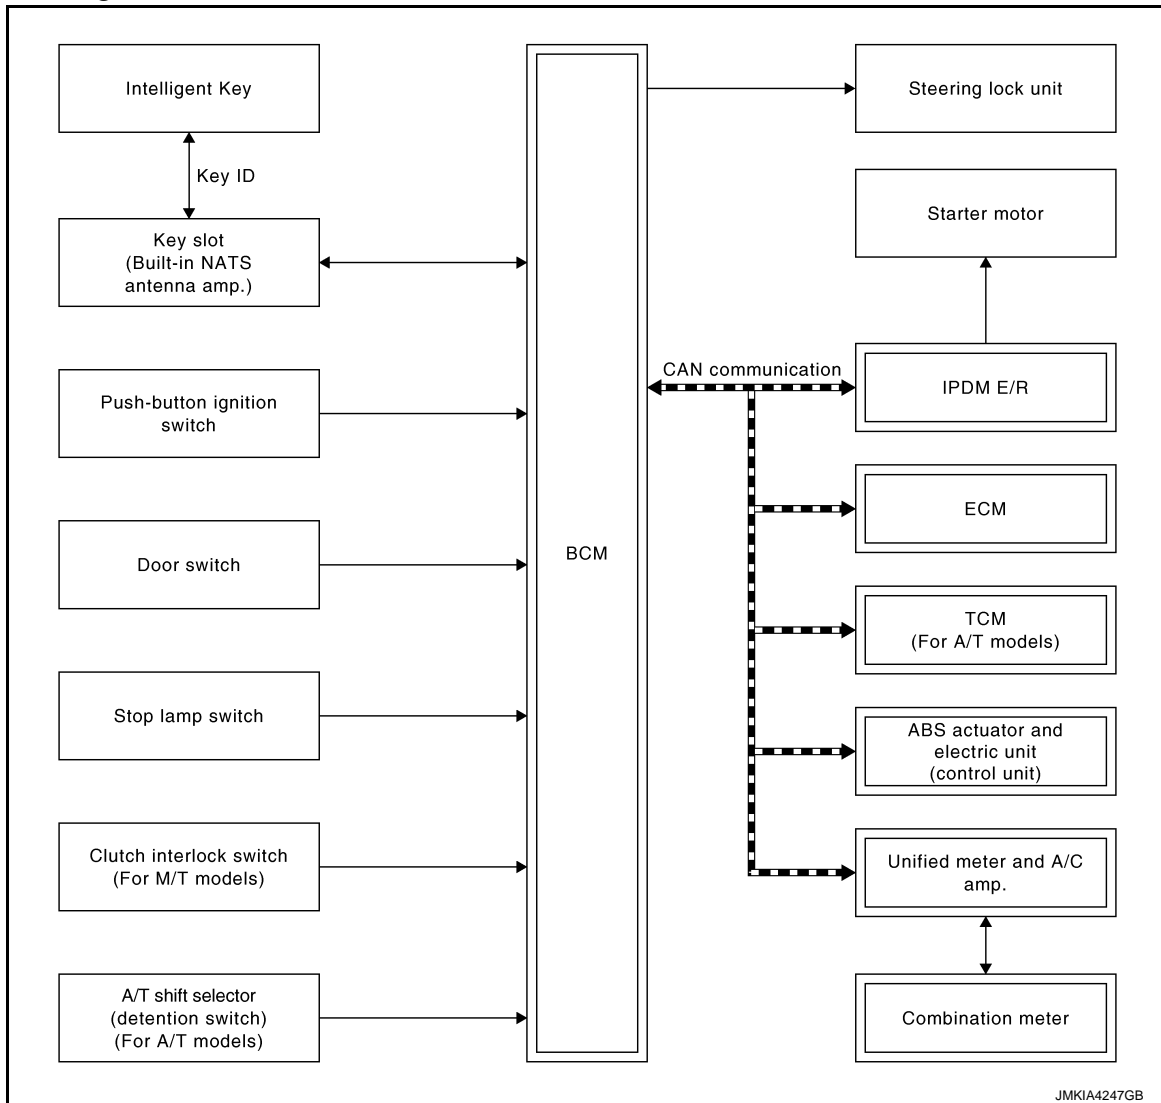 Intelligent Key
Key ID
Key slot
(Built-in NATS
antenna amp.)
Push-button ignition
switch
Door switch
Stop lamp switch
Clutch interlock switch
(For M/T models)
A/T shift selector
(detention switch)
(For A/T models)
BCM
CAN communication
Steering lock unit
Starter motor
IPDM E/R
ECM
TCM
(For A/T models)
ABS actuator and
electric unit
(control unit)
Unified meter and A/C
amp.
Combination meter
JMKIA4247GB